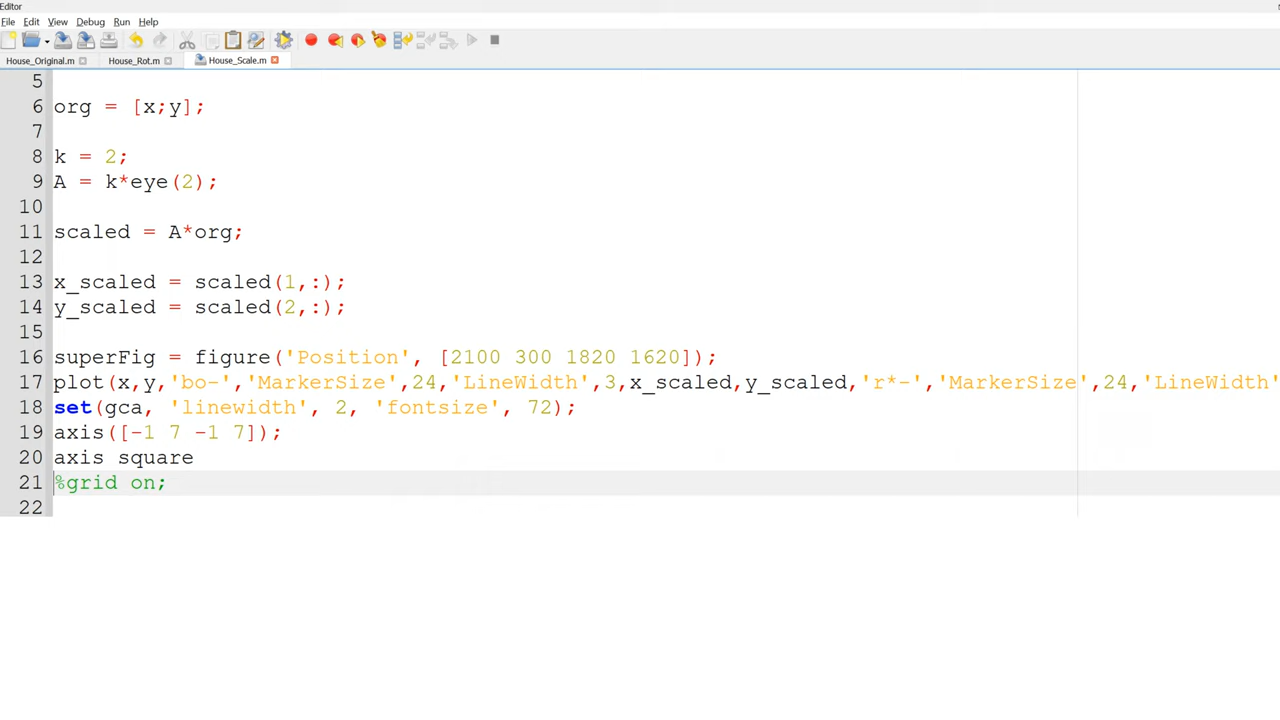 Editor
File Edit View Debug Run Help
House_Original.m House_Rot.m House_Scale.m
5
6 org = [x;y];
7
8 k = 2;
9 A = k*eye(2);
10
11 scaled = A*org;
12
13 x_scaled = scaled(1,:);
14 y_scaled = scaled(2,:);
15
16 superFig = figure('Position', [2100 300 1820 1620]);
17 plot(x,y,'bo-','MarkerSize',24,'LineWidth',3,x_scaled,y_scaled,'r*-','MarkerSize',24,'LineWidth'
18 set(gca, 'linewidth', 2, 'fontsize', 72);
19 axis([-1 7 -1 7]);
20 axis square
21 %grid on;
22